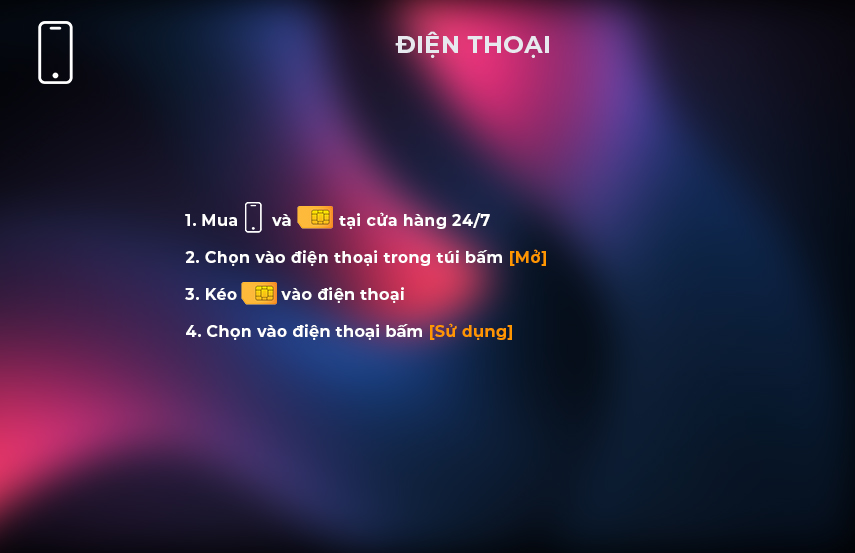 ĐIỆN THOẠI
1. Mua và tại cửa hàng 24/7
2. Chọn vào điện thoại trong túi bấm [Mở]
3. Kéo vào điện thoại
4. Chọn vào điện thoại bấm [Sử dụng]